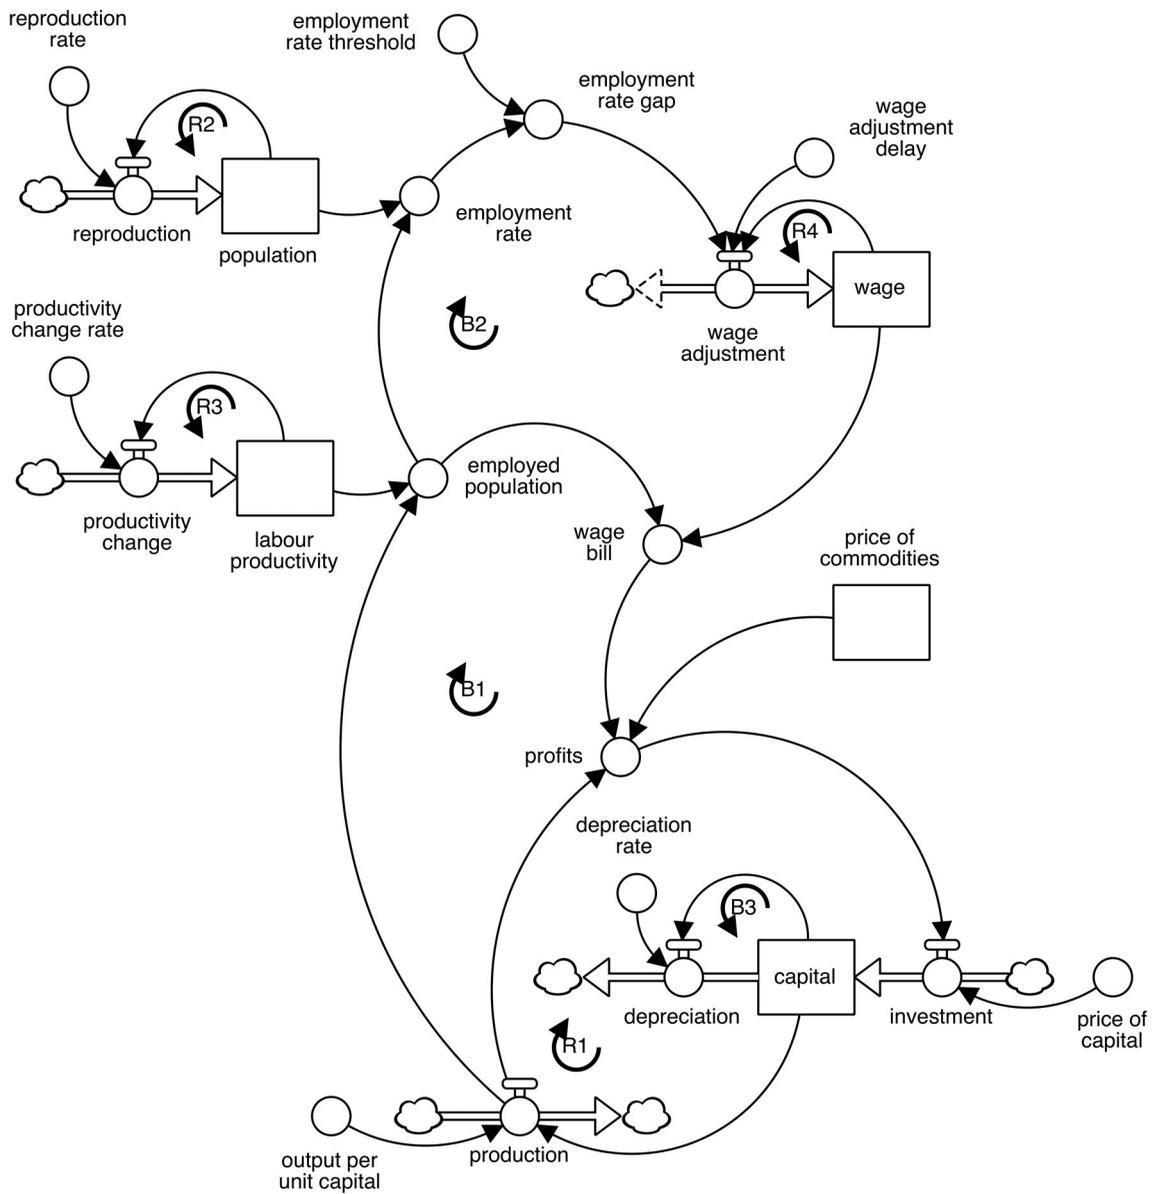 reproduction
rate
employment
rate threshold
employment
rate gap
wage
adjustment
delay
R2
reproduction
population
employment
rate
R4
wage
wage
adjustment
productivity
change rate
B2
R3
productivity
change
labour
productivity
employed
population
wage
bill
price of
commodities
B1
profits
depreciation
rate
B3
capital
depreciation
investment
price of
capital
R1
output per
unit capital
production